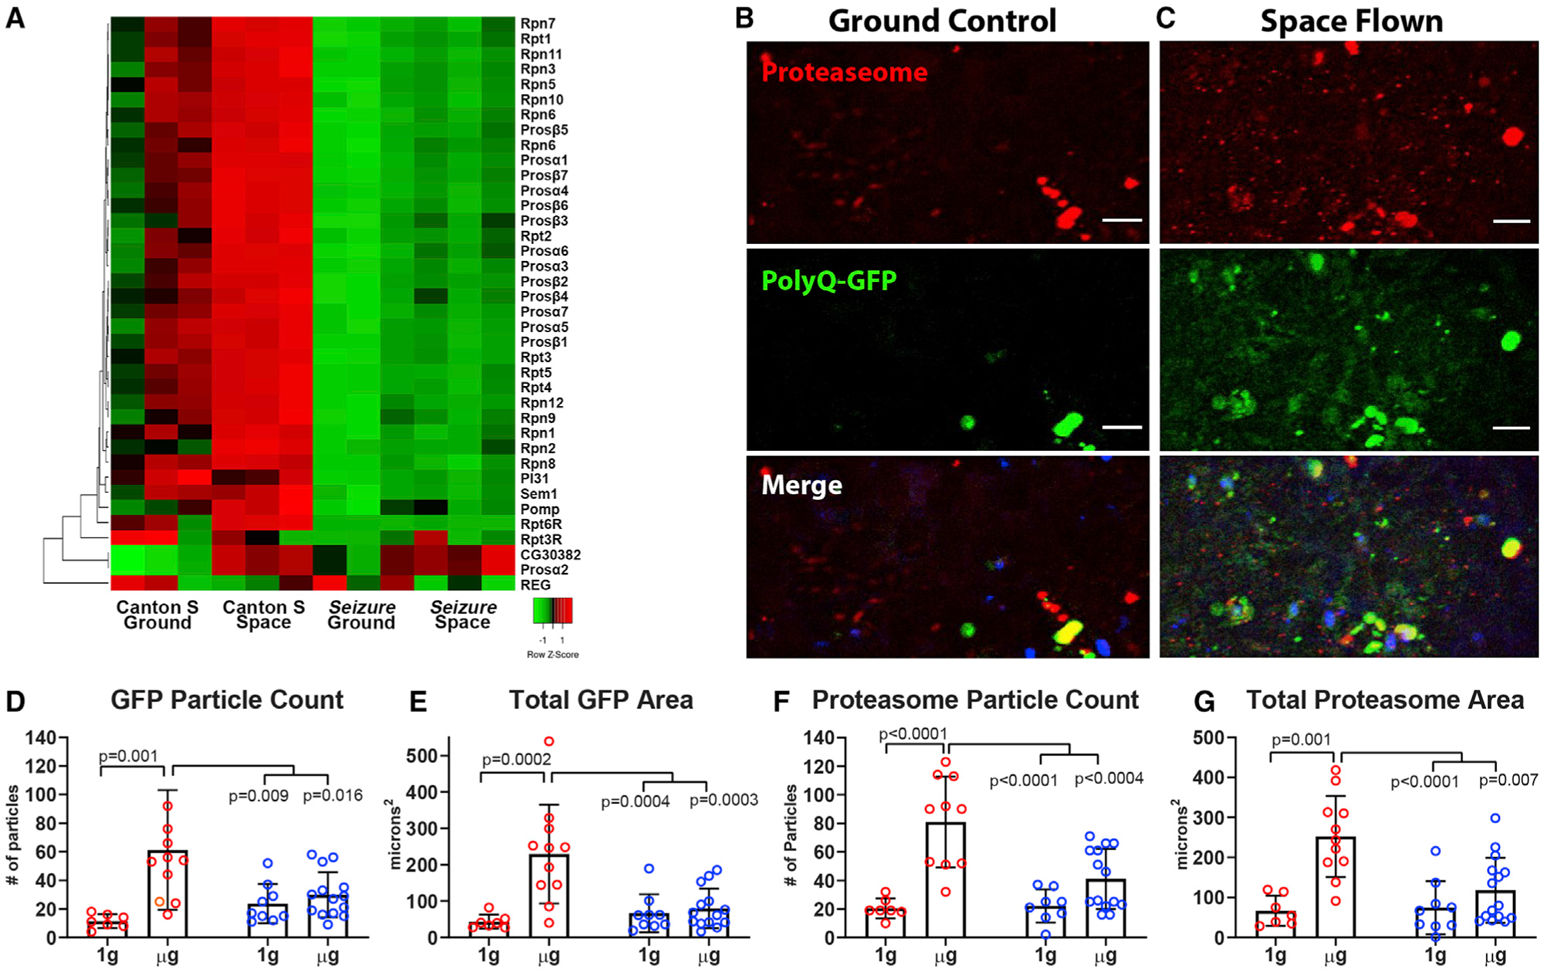 A
Rpn7
Rpt1
Rpn11
Rpn3
Rpn5
Rpn10
Rpn6
Prosβ5
Rpn6
Prosα1
Prosβ7
Prosα4
Prosβ6
Prosβ3
Rpt2
Prosα6
Prosα3
Prosβ2
Prosβ4
Prosα7
Prosα5
Prosβ1
Rpt3
Rpt5
Rpt4
Rpn12
Rpn9
Rpn1
Rpn2
Rpn8
PI31
Sem1
Pomp
Rpt6R
Rpt3R
CG30382
Prosα2
REG
Canton S Ground
Canton S Space
Seizure Ground
Seizure Space
-1 1
Row Z-Score
B Ground Control
Proteaseome
PolyQ-GFP
Merge
C Space Flown
D GFP Particle Count
# of particles
140
120
100
80
60
40
20
0
p=0.001
p=0.009
p=0.016
1g μg 1g μg
E Total GFP Area
microns2
500
400
300
200
100
0
p=0.0002
p=0.0004
p=0.0003
1g μg 1g μg
F Proteasome Particle Count
# of Particles
140
120
100
80
60
40
20
0
p<0.0001
p<0.0001
p<0.0004
1g μg 1g μg
G Total Proteasome Area
microns2
500
400
300
200
100
0
p=0.001
p<0.0001
p=0.007
1g μg 1g μg